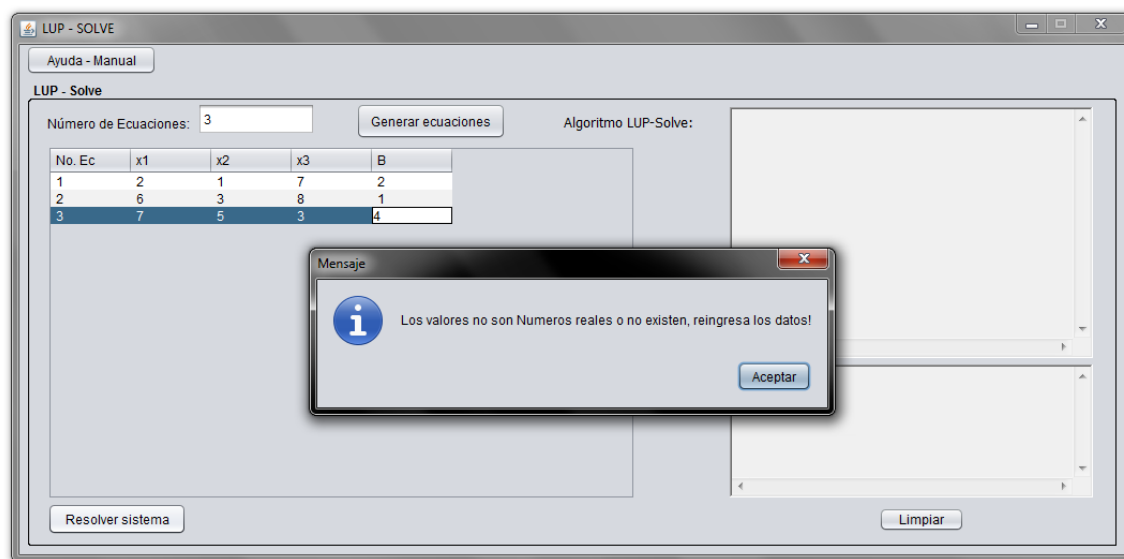 LUP - SOLVE
Ayuda - Manual
LUP - Solve
Número de Ecuaciones: 3 Generar ecuaciones Algoritmo LUP-Solve:
No. Ec x1 x2 x3 B
1 2 1 7 2
2 6 3 8 1
3 7 5 3 4
Mensaje
Los valores no son Numeros reales o no existen, reingresa los datos!
Aceptar
Resolver sistema Limpiar